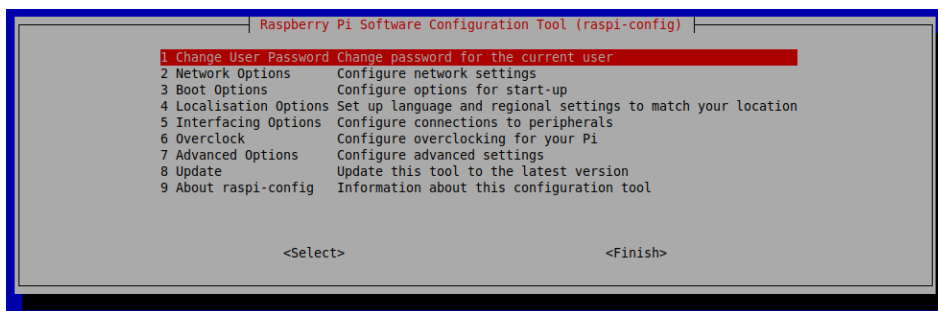 Raspberry Pi Software Configuration Tool (raspi-config)
1 Change User Password Change password for the current user
2 Network Options Configure network settings
3 Boot Options Configure options for start-up
4 Localisation Options Set up language and regional settings to match your location
5 Interfacing Options Configure connections to peripherals
6 Overclock Configure overclocking for your Pi
7 Advanced Options Configure advanced settings
8 Update Update this tool to the latest version
9 About raspi-config Information about this configuration tool
<Select> <Finish>